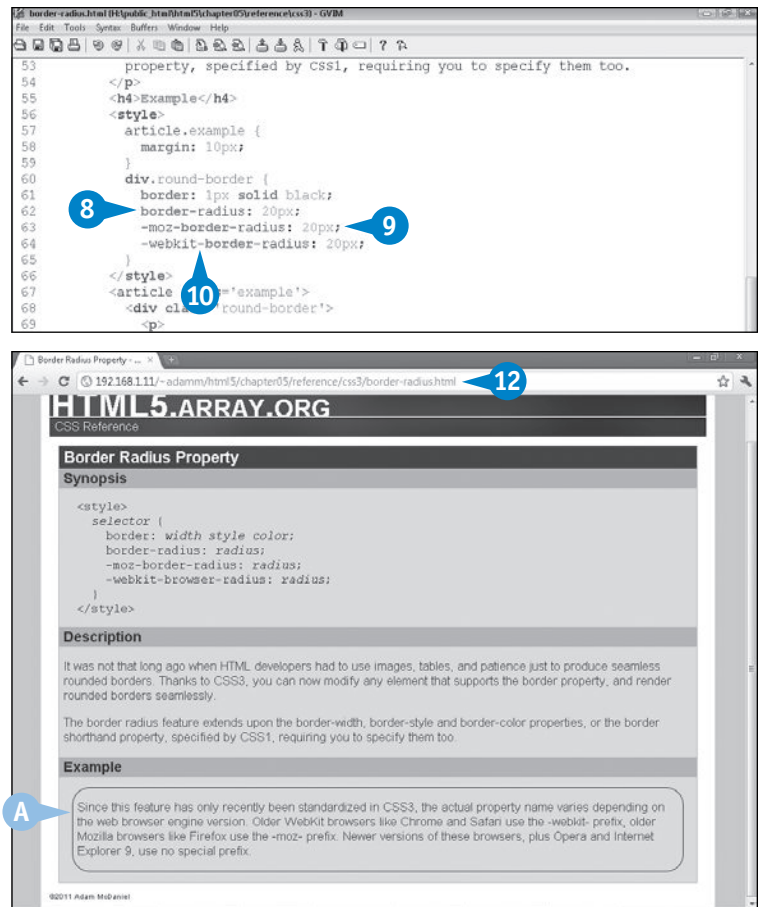 border-radius.html (H:\public_html\html5\chapter05\reference\css3) - GVIM
File Edit Tools Syntax Buffers Window Help
53 property, specified by CSS1, requiring you to specify them too.
54 </p>
55 <h4>Example</h4>
56 <style>
57 article.example {
58 margin: 10px;
59 }
60 div.round-border {
61 border: 1px solid black;
62 border-radius: 20px;
8
63 -moz-border-radius: 20px;
9
64 -webkit-border-radius: 20px;
10
65 }
66 </style>
67 <article ='example'>
68 <div cla 'round-border'>
69 <p>
Border Radius Property - ...
192.168.1.11/~adamm/html5/chapter05/reference/css3/border-radius.html
12
HTML5.ARRAY.ORG
CSS Reference
Border Radius Property
Synopsis
<style>
selector {
border: width style color;
border-radius: radius;
-moz-border-radius: radius;
-webkit-browser-radius: radius;
}
</style>
Description
It was not that long ago when HTML developers had to use images, tables, and patience just to produce seamless
rounded borders. Thanks to CSS3, you can now modify any element that supports the border property, and render
rounded borders seamlessly.
The border radius feature extends upon the border-width, border-style and border-color properties, or the border
shorthand property, specified by CSS1, requiring you to specify them too.
Example
A
Since this feature has only recently been standardized in CSS3, the actual property name varies depending on
the web browser engine version. Older WebKit browsers like Chrome and Safari use the -webkit- prefix, older
Mozilla browsers like Firefox use the -moz- prefix. Newer versions of these browsers, plus Opera and Internet
Explorer 9, use no special prefix.
©2011 Adam McDaniel